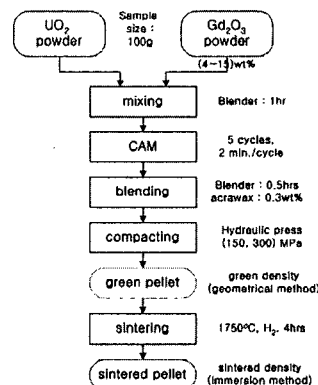 UO₂ powder
Sample size : 100g
Gd₂O₃ powder
(4-15)wt%
mixing
Blender : 1hr
CAM
5 cycles,
2 min./cycle
blending
Blender : 0.5hrs
acrawax : 0.3wt%
compacting
Hydraulic press
(150, 300) MPa
green pellet
green density
(geometrical method)
sintering
1750ºC, H₂, 4hrs
sintered pellet
sintered density
(immersion method)